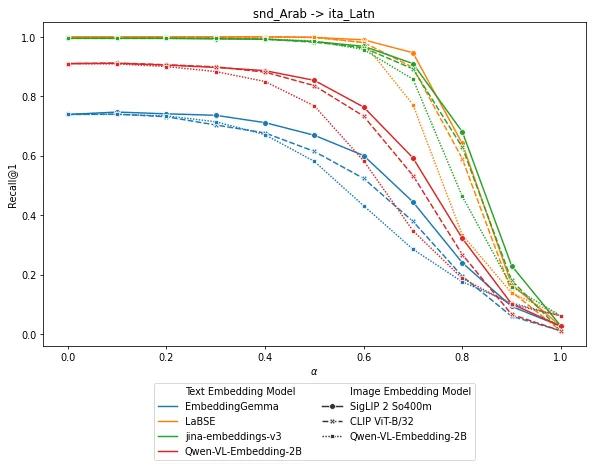 snd_Arab -> ita_Latn
1.0
0.8
0.6
0.4
0.2
0.0
Recall@1
0.0 0.2 0.4 0.6 0.8 1.0
α
Text Embedding Model Image Embedding Model
EmbeddingGemma SigLIP 2 So400m
LaBSE CLIP ViT-B/32
jina-embeddings-v3 Qwen-VL-Embedding-2B
Qwen-VL-Embedding-2B